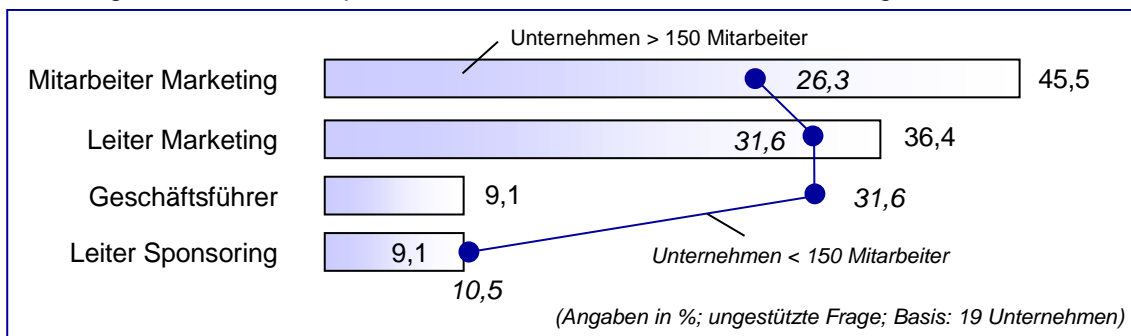 Unternehmen > 150 Mitarbeiter
Mitarbeiter Marketing 26,3 45,5
Leiter Marketing 31,6 36,4
Geschäftsführer 9,1 31,6
Leiter Sponsoring 9,1
Unternehmen < 150 Mitarbeiter
10,5
(Angaben in %; ungestützte Frage; Basis: 19 Unternehmen)